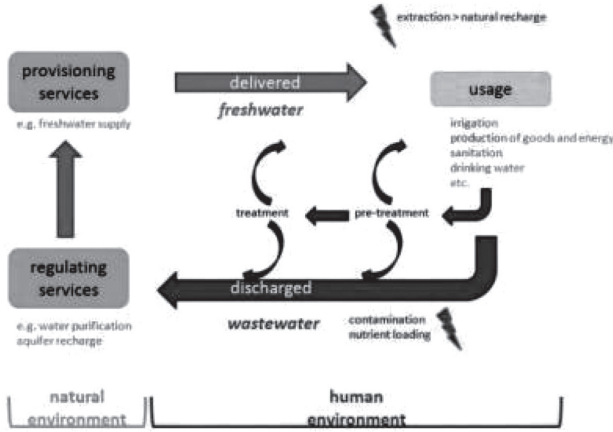 extraction > natural recharge
provisioning
services
e.g. freshwater supply
delivered
freshwater
usage
irrigation
production of goods and energy
sanitation
drinking water
etc.
treatment
pre-treatment
regulating
services
e.g. water purification
aquifer recharge
discharged
wastewater
contamination
nutrient loading
natural
environment
human
environment